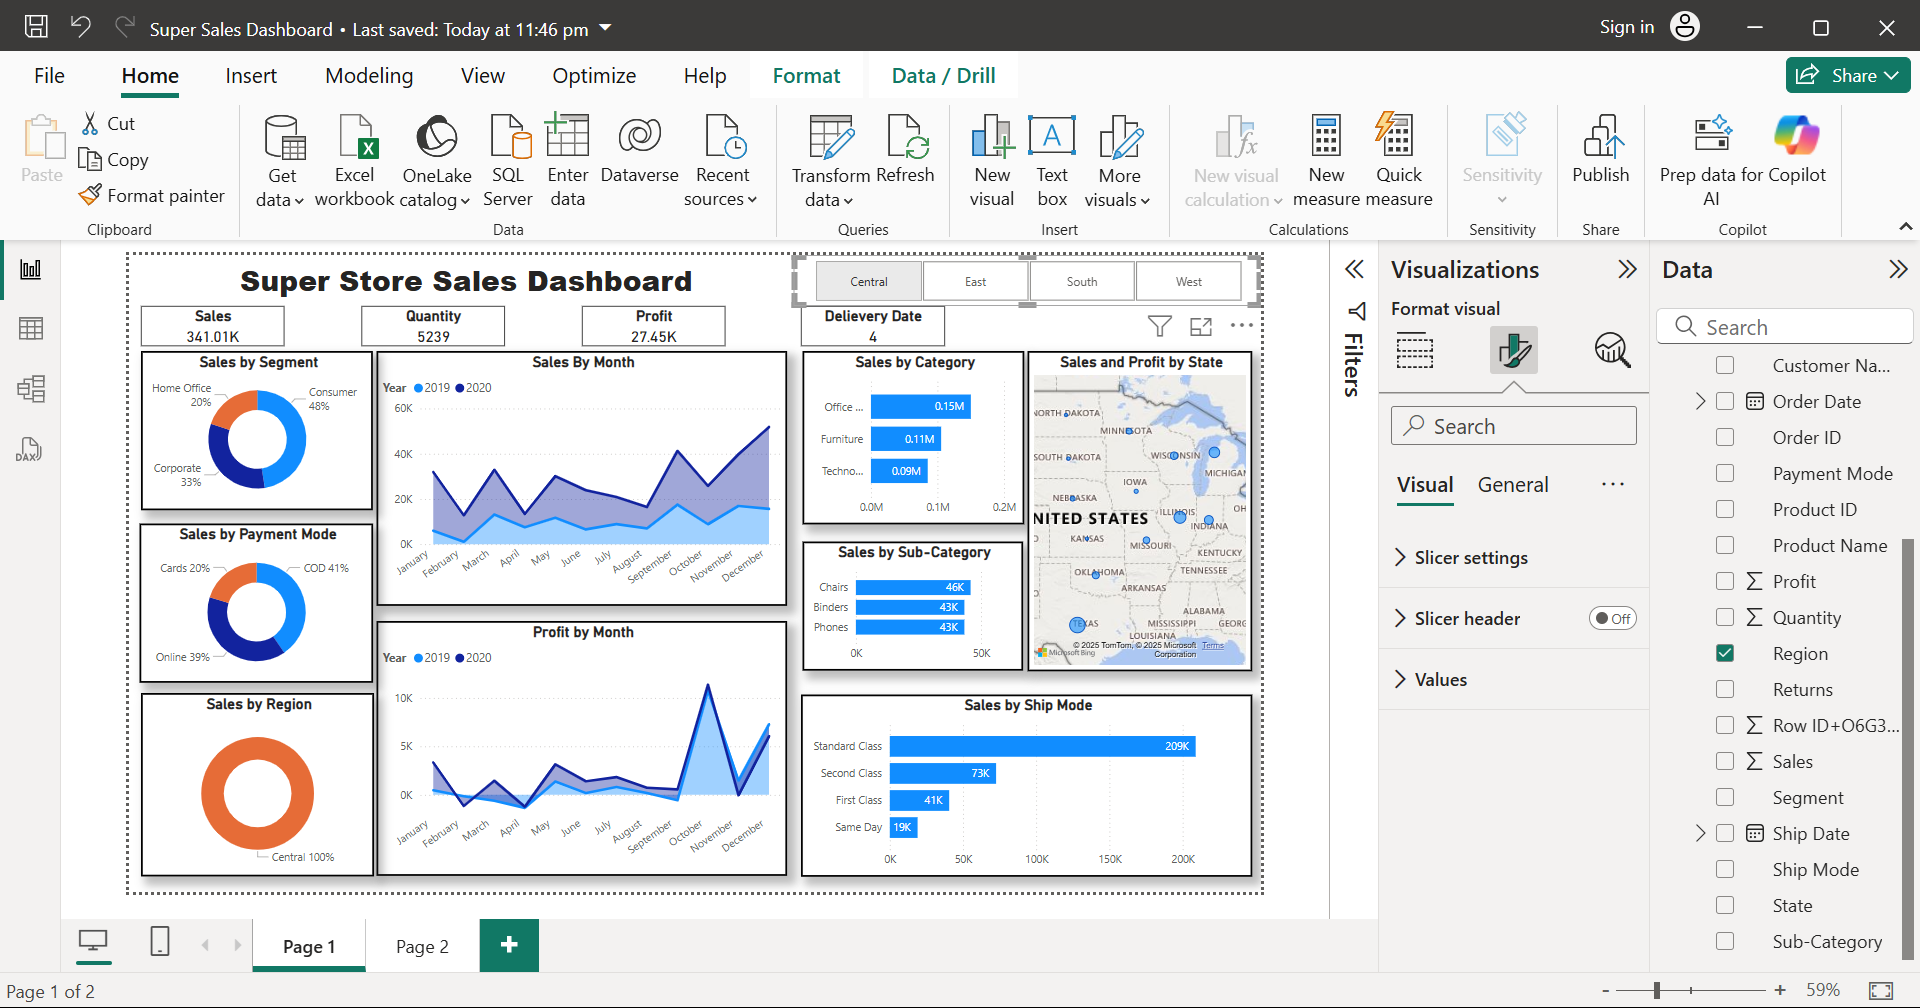 Super Sales Dashboard • Last saved: Today at 11:46 pm
Sign in
File Home Insert Modeling View Optimize Help Format Data / Drill
Share
Paste
Cut
Copy
Format painter
Clipboard
Get data
Excel workbook
OneLake catalog
SQL Server
Enter data
Dataverse
Recent sources
Data
Transform data
Refresh
Queries
New visual
A
Text box
More visuals
Insert
New visual calculation
New measure
Quick measure
Calculations
Sensitivity
Sensitivity
Publish
Share
Prep data for AI
Copilot
Copilot
DAX
Super Store Sales Dashboard
Central East South West
Sales
341.01K
Quantity
5239
Profit
27.45K
Delievery Date
4
Sales by Segment
Home Office
20%
Consumer
48%
Corporate
33%
Sales By Month
Year 2019 2020
60K
40K
20K
0K
January February March April May June July August September October November December
Sales by Category
Office ... 0.15M
Furniture 0.11M
Techno... 0.09M
0.0M 0.1M 0.2M
Sales and Profit by State
NORTH DAKOTA
MINNESOTA
SOUTH DAKOTA
WISCONSIN
MICHIGAN
IOWA
NEBRASKA
ILLINOIS
OH
INDIANA
NITED STATES
KANSAS
MISSOURI
KENTUCKY
OKLAHOMA
TENNESSEE
ARKANSAS
ALABAMA
TEXAS
MISSISSIPPI
GEORG
LOUISIANA
Microsoft Bing
© 2025 TomTom, © 2025 Microsoft Corporation Terms
Sales by Payment Mode
Cards 20%
COD 41%
Online 39%
Sales by Sub-Category
Chairs 46K
Binders 43K
Phones 43K
0K 50K
Profit by Month
Year 2019 2020
10K
5K
0K
January February March April May June July August September October November December
Sales by Region
Central 100%
Sales by Ship Mode
Standard Class 209K
Second Class 73K
First Class 41K
Same Day 19K
0K 50K 100K 150K 200K
Filters
Visualizations
Format visual
Search
Visual General
Slicer settings
Slicer header Off
Values
Data
Search
Customer Na...
Order Date
Order ID
Payment Mode
Product ID
Product Name
Profit
Quantity
Region
Returns
Row ID+O6G3...
Sales
Segment
Ship Date
Ship Mode
State
Sub-Category
Page 1 Page 2
Page 1 of 2
59%